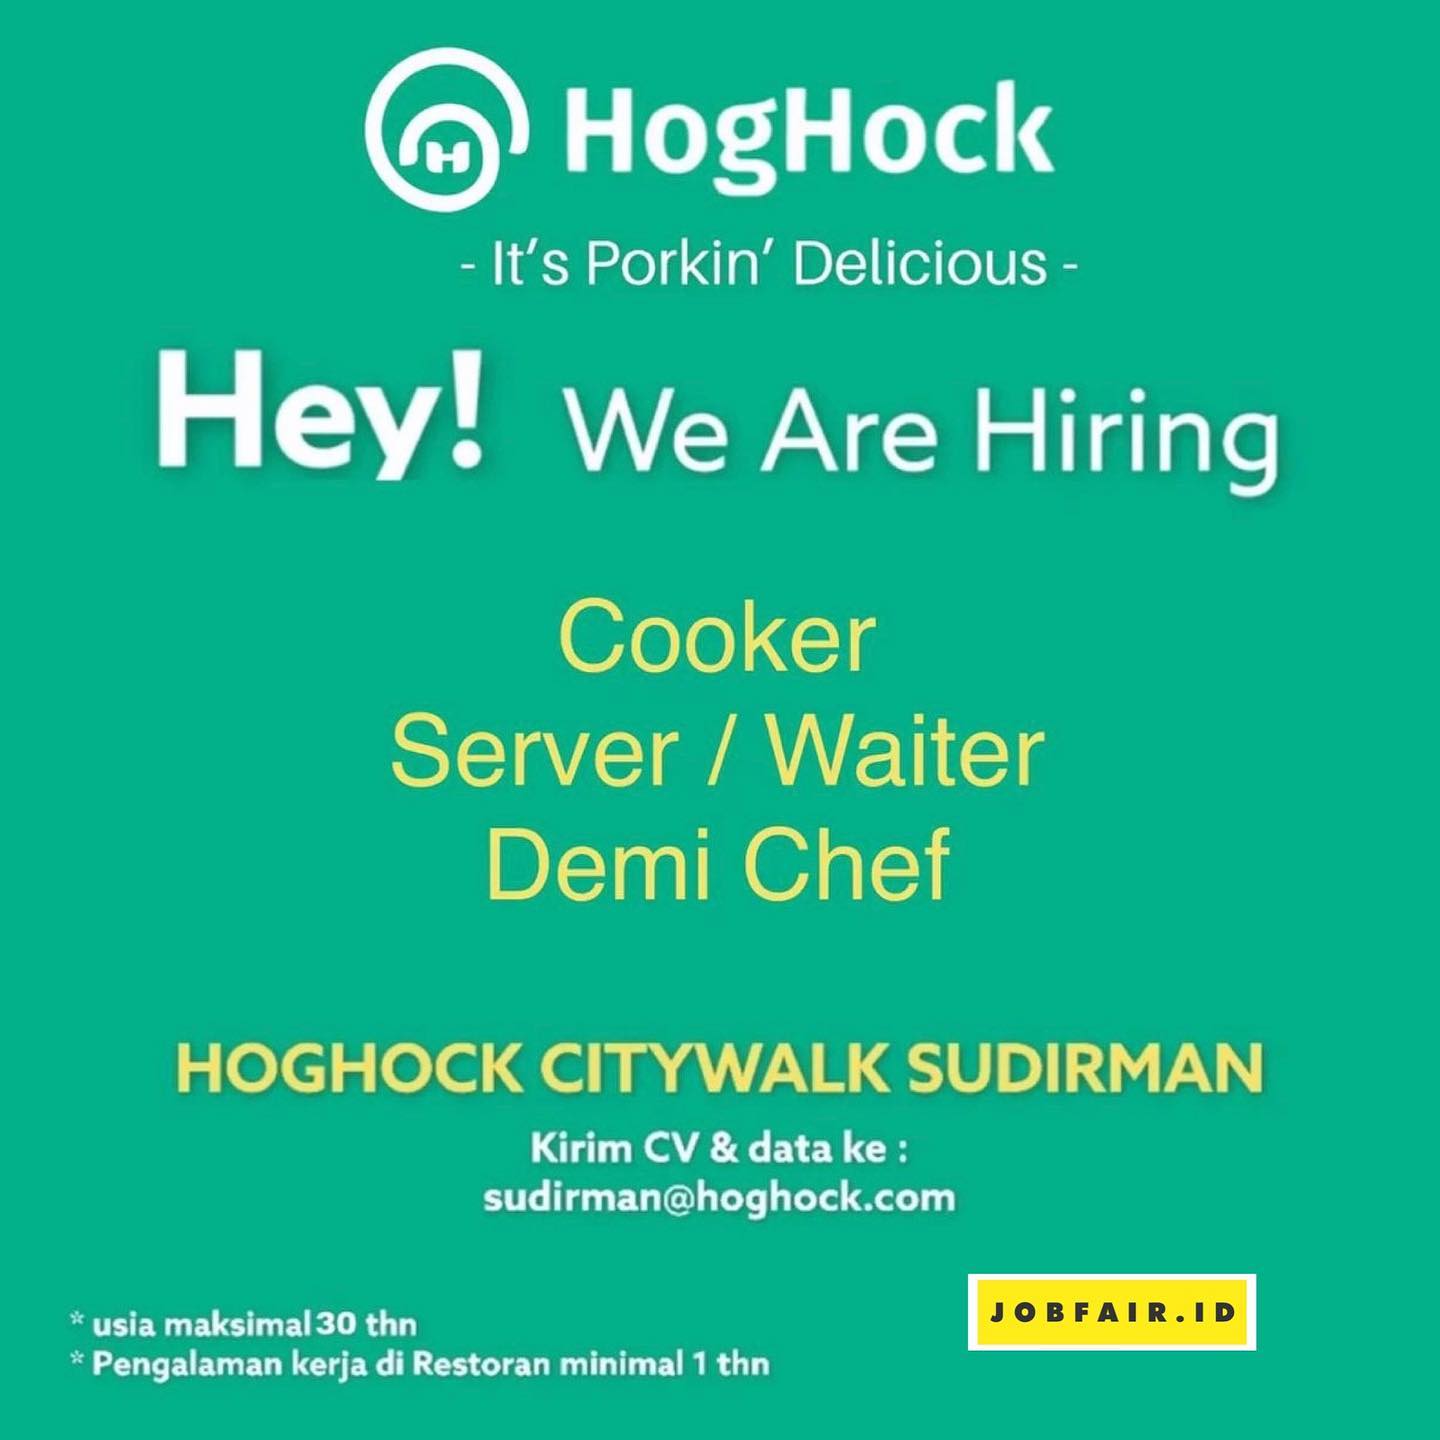 H
HogHock
- It's Porkin' Delicious -
Hey! We Are Hiring
Cooker
Server / Waiter
Demi Chef
HOGHOCK CITYWALK SUDIRMAN
Kirim CV & data ke :
sudirman@hoghock.com
* usia maksimal 30 thn
* Pengalaman kerja di Restoran minimal 1 thn
JOBFAIR.ID